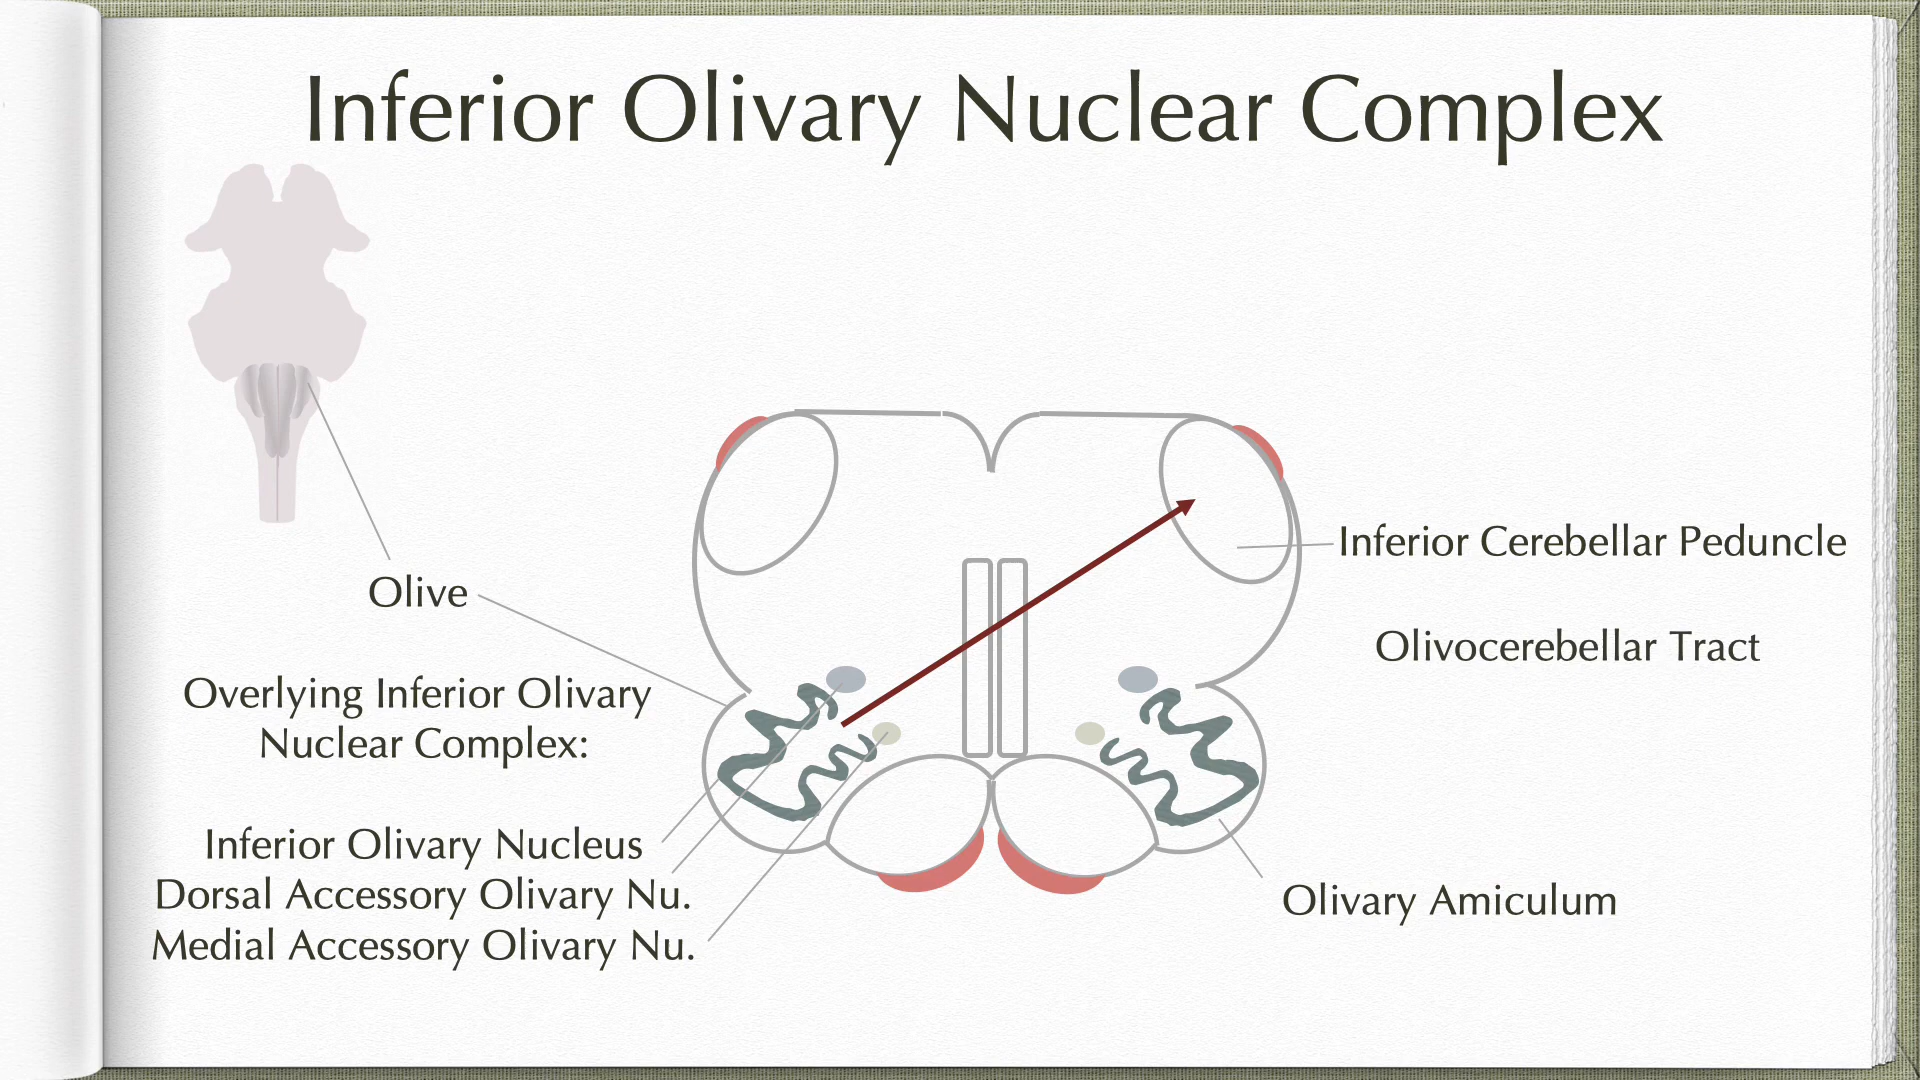 Inferior Olivary Nuclear Complex
Olive
Overlying Inferior Olivary
Nuclear Complex:
Inferior Olivary Nucleus
Dorsal Accessory Olivary Nu.
Medial Accessory Olivary Nu.
Inferior Cerebellar Peduncle
Olivocerebellar Tract
Olivary Amiculum